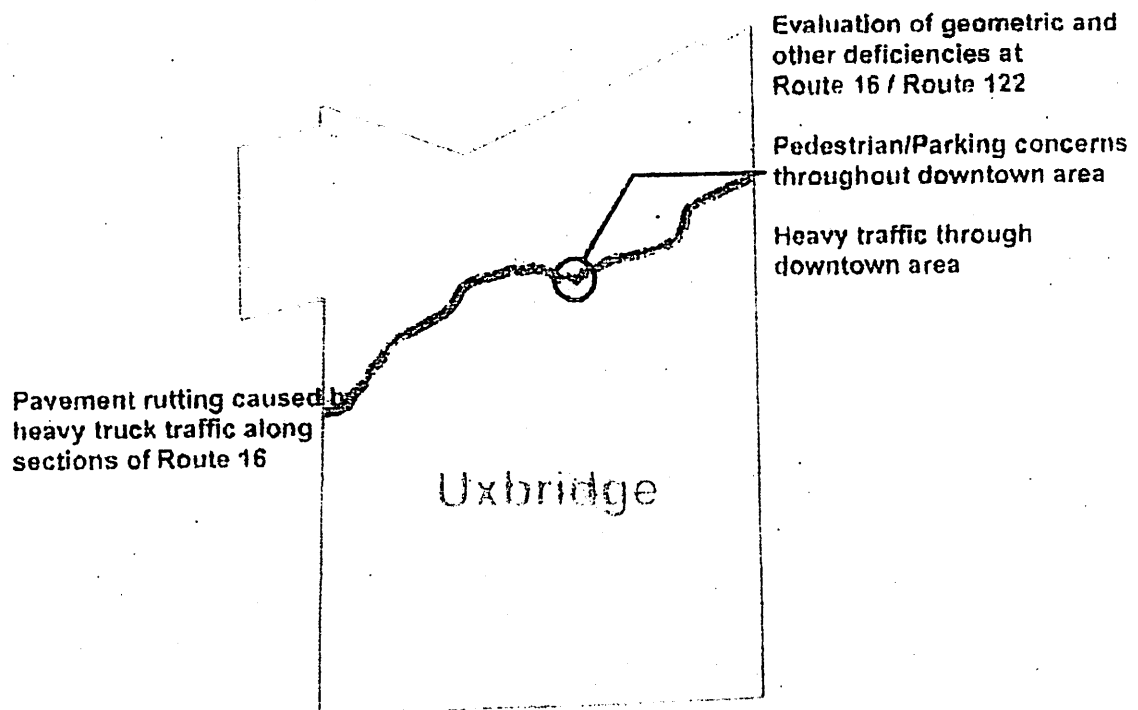 Evaluation of geometric and
other deficiencies at
Route 16 / Route 122
Pedestrian/Parking concerns
throughout downtown area
Heavy traffic through
downtown area
Pavement rutting caused by
heavy truck traffic along
sections of Route 16
Uxbridge